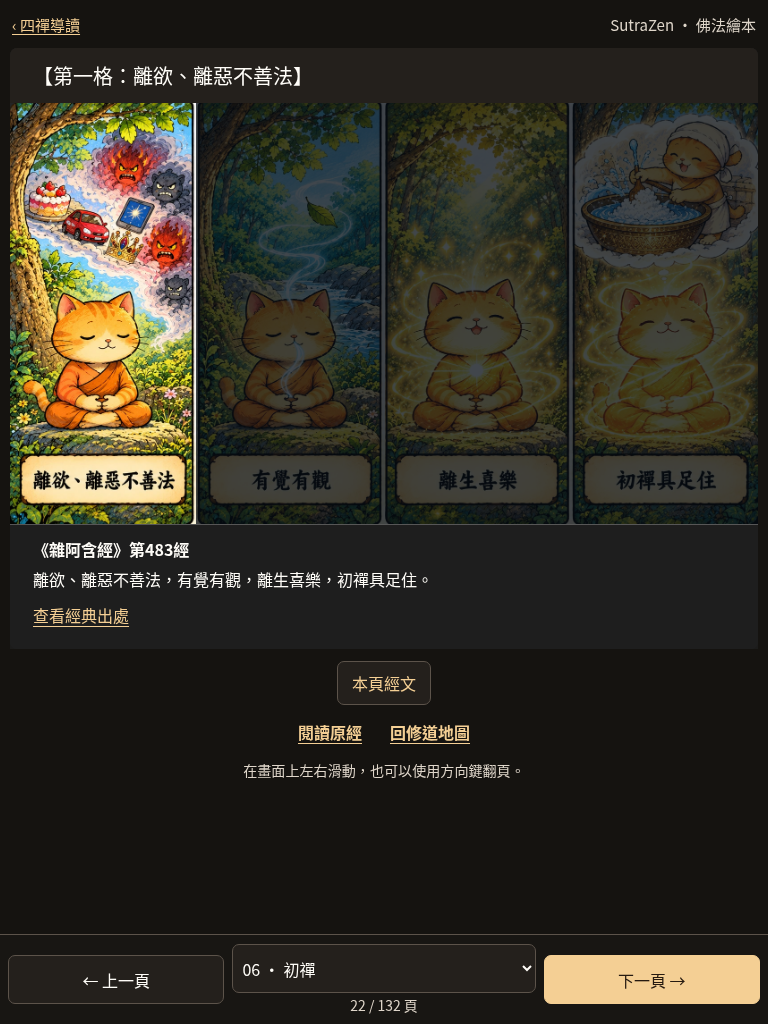 ‹ 四禪導讀
SutraZen ・ 佛法繪本
【第一格：離欲、離惡不善法】
離欲、離惡不善法
有覺有觀
離生喜樂
初禪具足住
《雜阿含經》第483經
離欲、離惡不善法，有覺有觀，離生喜樂，初禪具足住。
查看經典出處
本頁經文
閱讀原經
回修道地圖
在畫面上左右滑動，也可以使用方向鍵翻頁。
← 上一頁
06 ・ 初禪
下一頁 →
22 / 132 頁